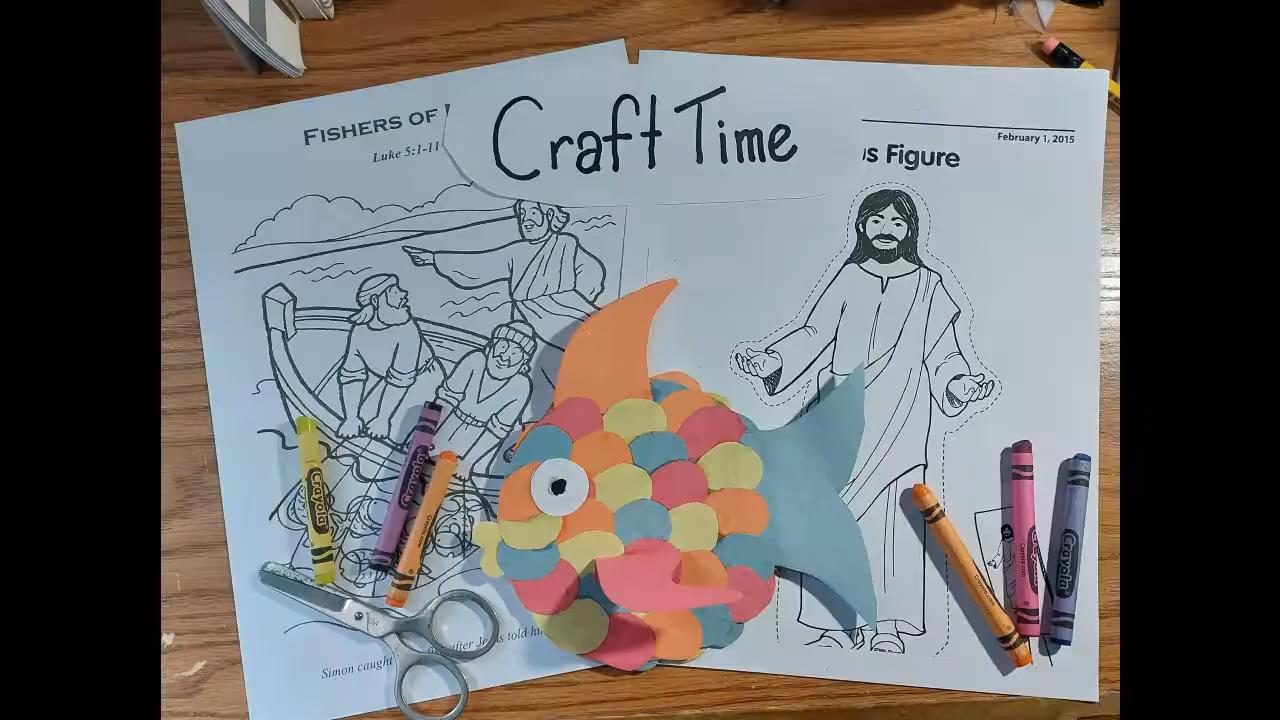 Craft Time
FISHERS OF
Luke 5:1-11
February 1, 2015
us Figure
Crayola
Crayola
Crayola
Simon caught
after Jesus told